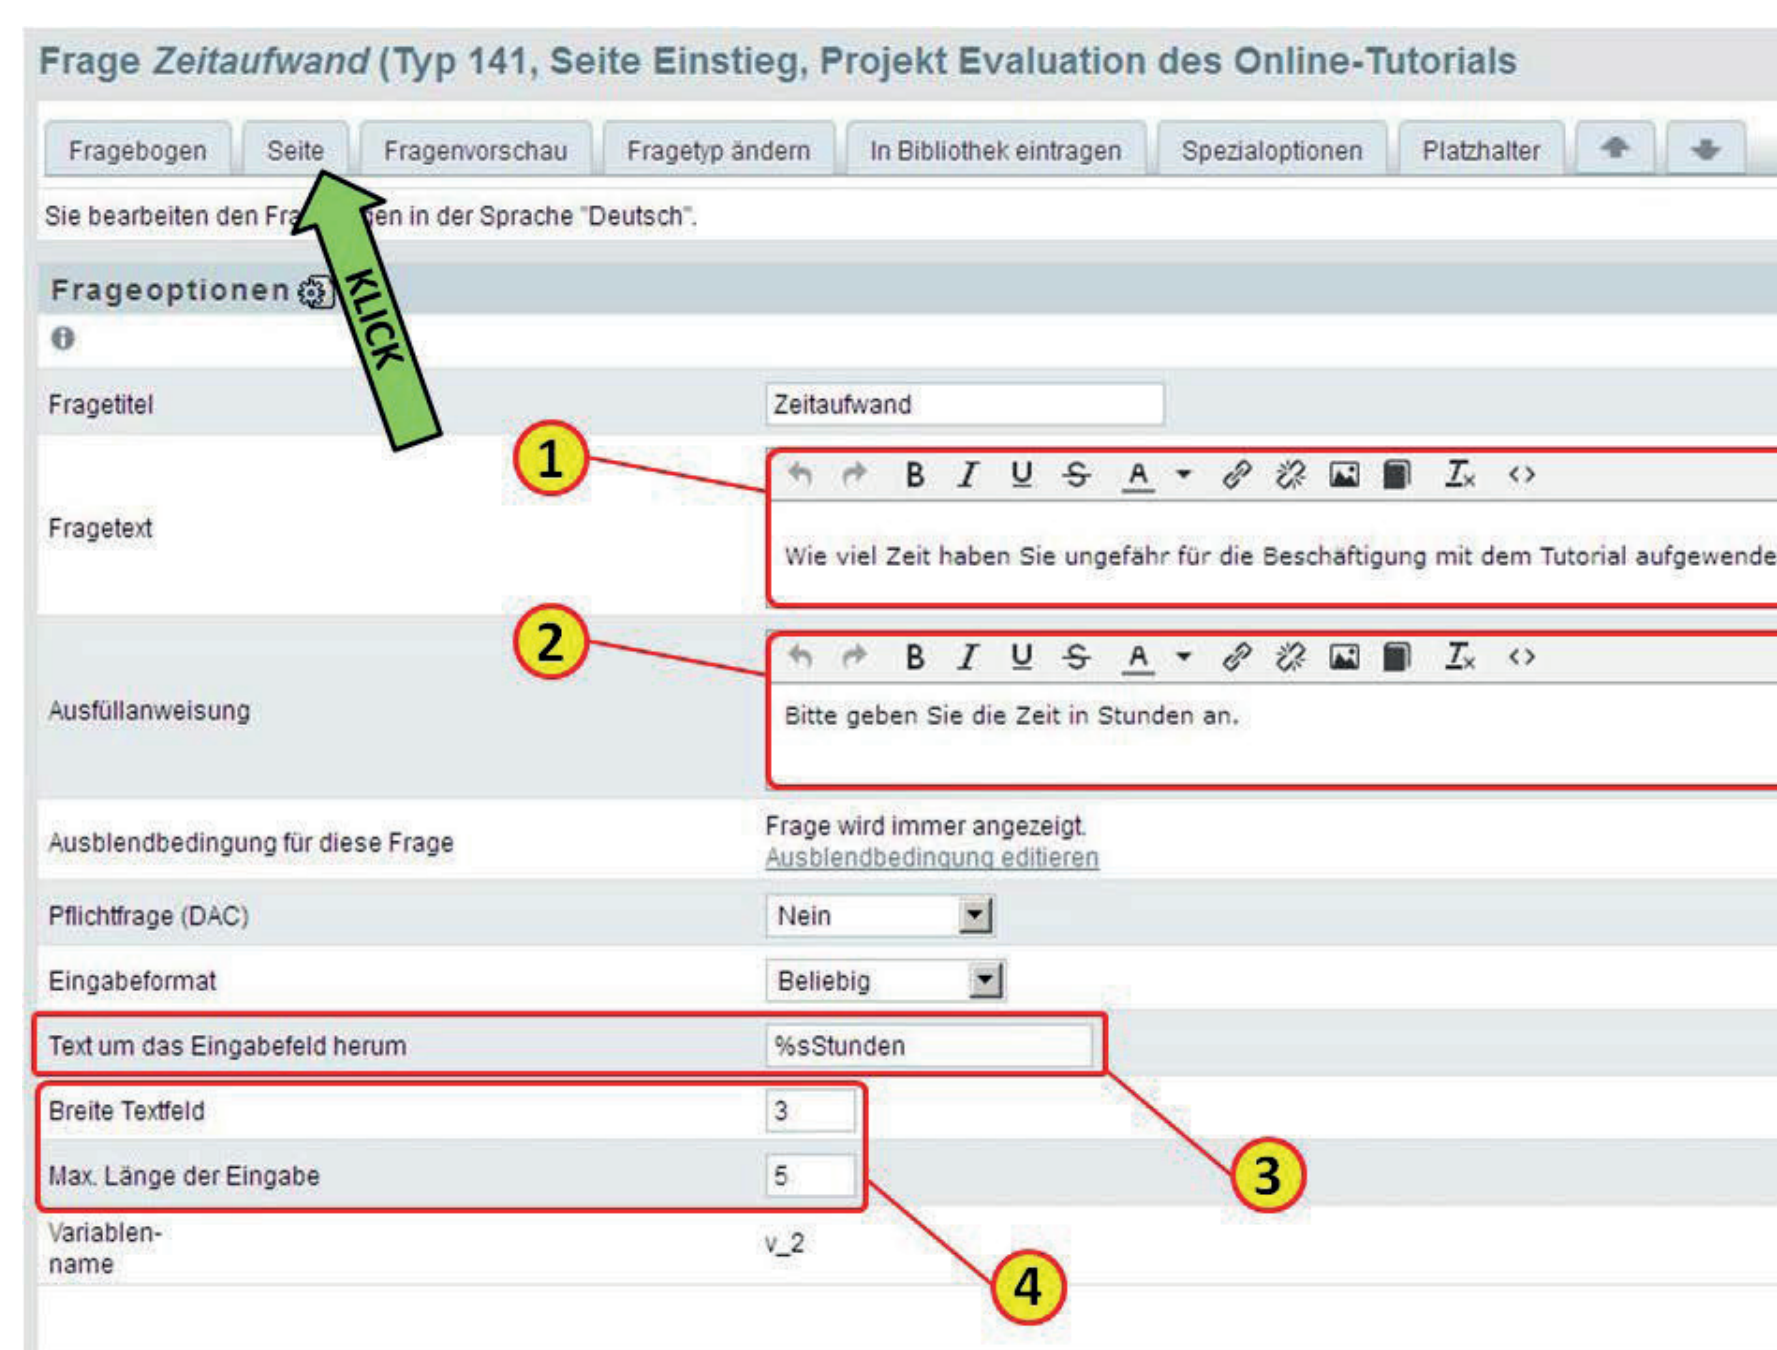 Frage Zeitaufwand (Typ 141, Seite Einstieg, Projekt Evaluation des Online-Tutorials
Fragebogen Seite Fragenvorschau Fragetyp ändern In Bibliothek eintragen Spezialoptionen Platzhalter
Sie bearbeiten den Fra en in der Sprache "Deutsch".
KLICK
Frageoptionen
Fragetitel Zeitaufwand
1
B I U S A Ix <>
Fragetext
Wie viel Zeit haben Sie ungefähr für die Beschäftigung mit dem Tutorial aufgewende
2
B I U S A Ix <>
Ausfüllanweisung Bitte geben Sie die Zeit in Stunden an.
Ausblendbedingung für diese Frage Frage wird immer angezeigt.
Ausblendbedingung editieren
Pflichtfrage (DAC) Nein
Eingabeformat Beliebig
Text um das Eingabefeld herum %sStunden
Breite Textfeld 3
Max. Länge der Eingabe 5
3
Variablen-
name
v_2
4